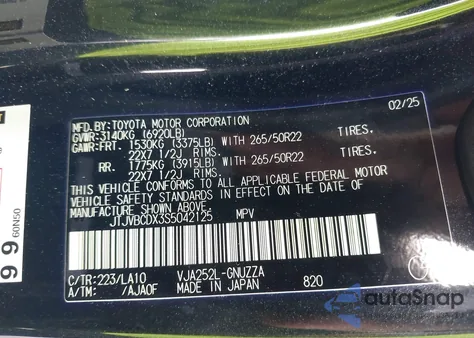 MFD. BY: TOYOTA MOTOR CORPORATION 02/25
GVWR: 3140KG (6920LB)
GAWR: FRT. 1530KG (3375LB) WITH 265/50R22 TIRES.
22X7 1/2J RIMS.
RR. 1775KG (3915LB) WITH 265/50R22 TIRES.
22X7 1/2J RIMS.
THIS VEHICLE CONFORMS TO ALL APPLICABLE FEDERAL MOTOR
VEHICLE SAFETY STANDARDS IN EFFECT ON THE DATE OF
MANUFACTURE SHOWN ABOVE.
JTJVBCDX3S5042125 MPV
C/TR: 223/LA10 VJA252L-GNUZZA
A/TM: /AJA0F MADE IN JAPAN 820
99 60N50
autoSnap